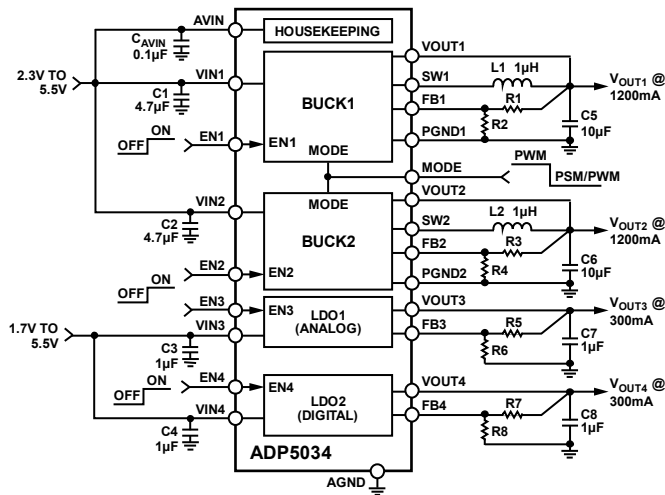 AVIN
HOUSEKEEPING
C_AVIN
0.1µF
VOUT1
L1 1µH
2.3V TO
5.5V
VIN1
SW1
V_OUT1 @
1200mA
C1
4.7µF
BUCK1
FB1
R1
R2
C5
10µF
ON
OFF
EN1
EN1
PGND1
MODE
MODE
PWM
PSM/PWM
MODE
VOUT2
VIN2
L2 1µH
SW2
V_OUT2 @
1200mA
C2
4.7µF
BUCK2
FB2
R3
R4
C6
10µF
ON
OFF
EN2
EN2
PGND2
EN3
EN3
LDO1
(ANALOG)
VOUT3
V_OUT3 @
300mA
1.7V TO
5.5V
VIN3
FB3
R5
R6
C7
1µF
C3
1µF
ON
OFF
EN4
EN4
LDO2
(DIGITAL)
VOUT4
V_OUT4 @
300mA
VIN4
FB4
R7
R8
C8
1µF
C4
1µF
ADP5034
AGND